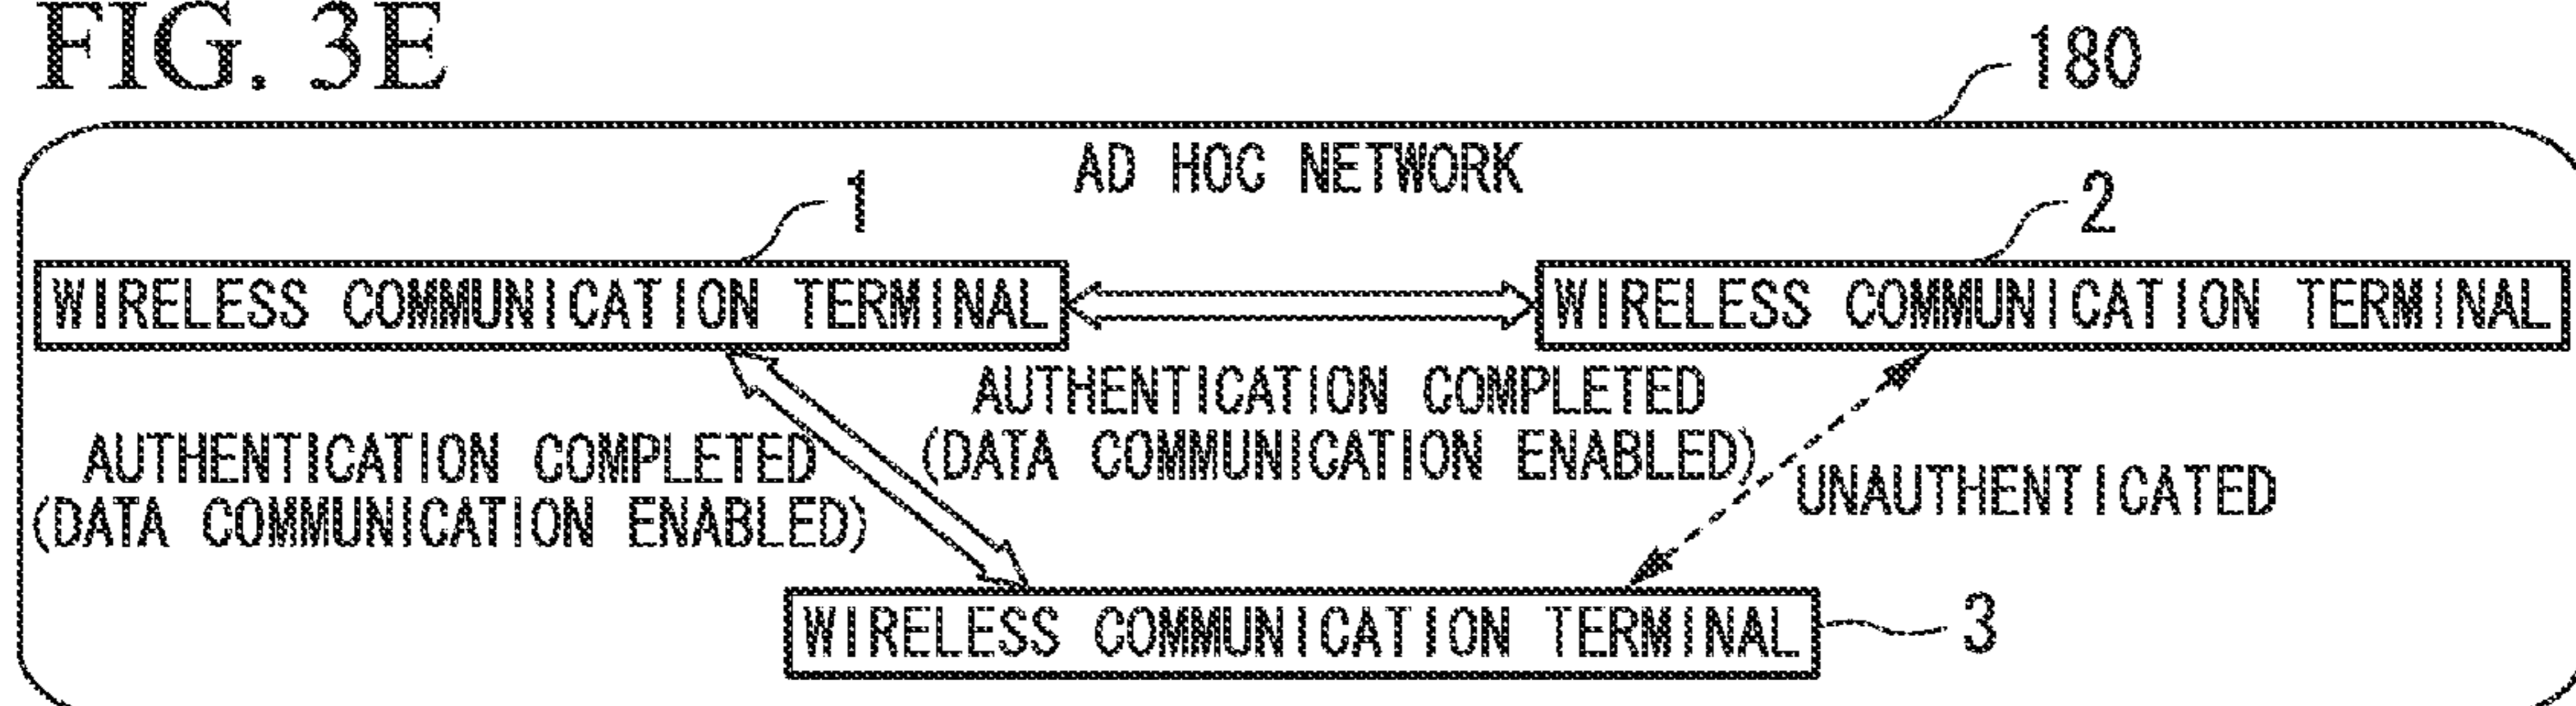 FIG. 3E
180
AD HOC NETWORK
1
2
WIRELESS COMMUNICATION TERMINAL
WIRELESS COMMUNICATION TERMINAL
AUTHENTICATION COMPLETED
(DATA COMMUNICATION ENABLED)
AUTHENTICATION COMPLETED
(DATA COMMUNICATION ENABLED)
UNAUTHENTICATED
WIRELESS COMMUNICATION TERMINAL
3